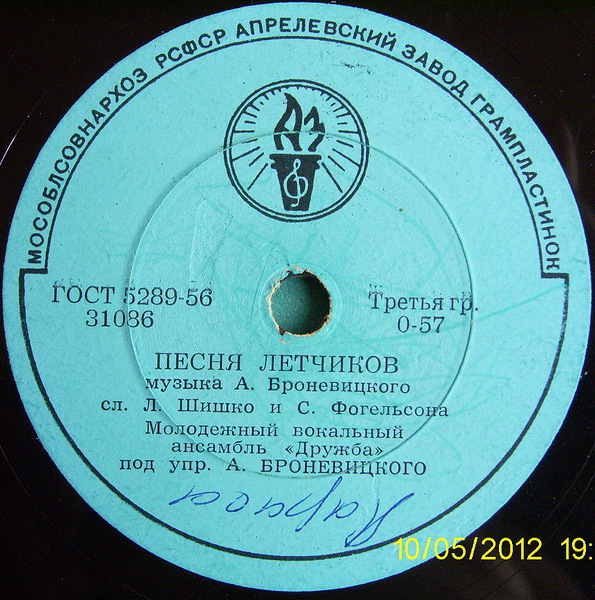 МОСОБЛСОВНАРХОЗ РСФСР АПРЕЛЕВСКИЙ ЗАВОД ГРАМПЛАСТИНОК
АЗ
ГОСТ 5289-56
31086
Третья гр.
0-57
ПЕСНЯ ЛЕТЧИКОВ
музыка А. Броневицкого
сл. Л. Шишко и С. Фогельсона
Молодежный вокальный
ансамбль «Дружба»
под упр. А. БРОНЕВИЦКОГО
10/05/2012 19: